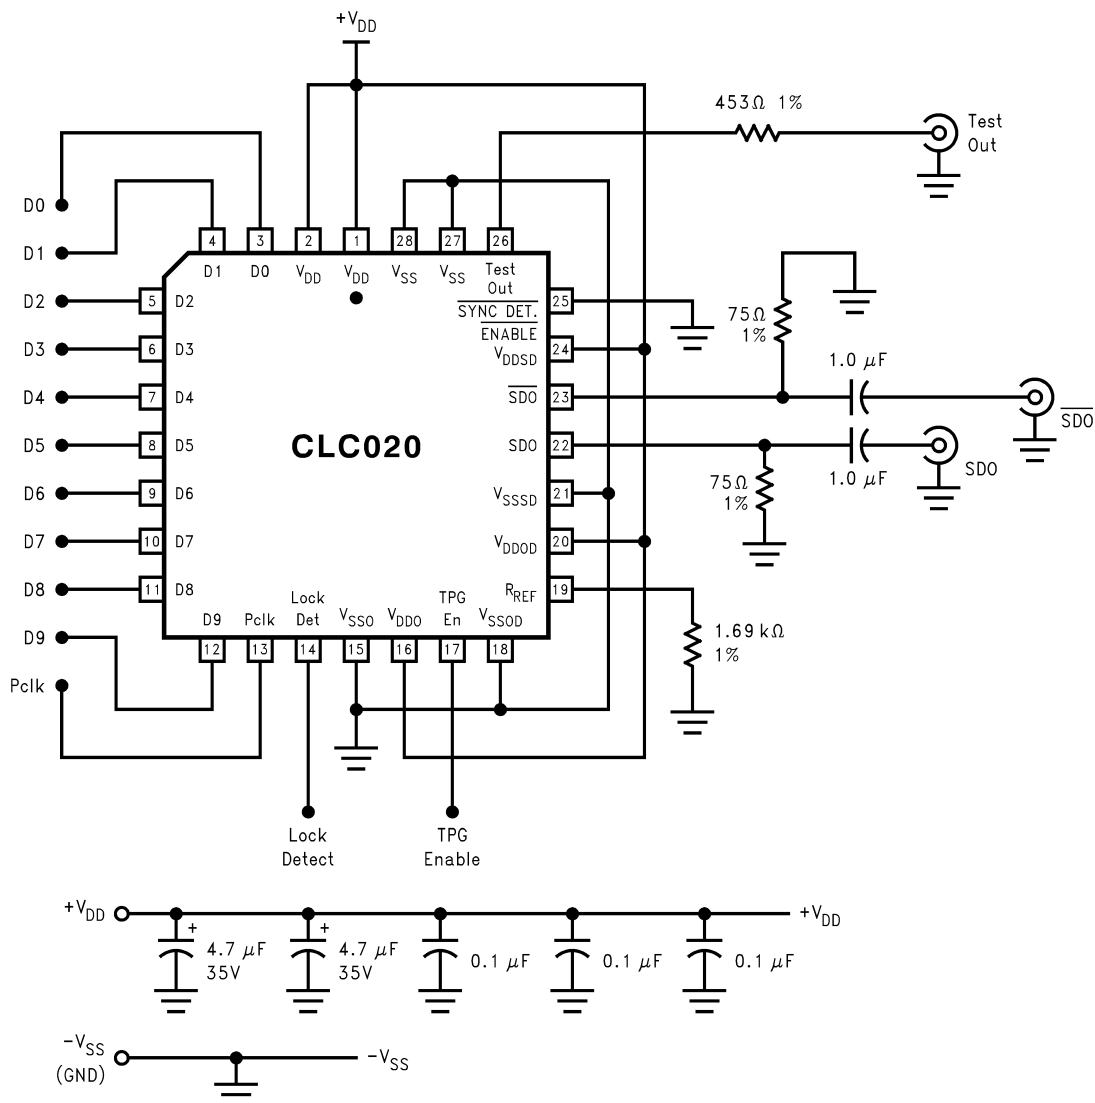 +VDD
453Ω 1%
Test
Out
D0
D1
D2
D3
D4
D5
D6
D7
D8
D9
Pclk
4
3
2
1
28
27
26
D1
D0
VDD
VDD
VSS
VSS
Test
Out
25
SYNC DET.
ENABLE
24
VDDSD
23
SDO
22
SDO
21
VSSSD
20
VDDOD
19
RREF
5
D2
6
D3
7
D4
8
D5
9
D6
10
D7
11
D8
CLC020
75Ω
1%
1.0 µF
SDO
SDO
1.0 µF
75Ω
1%
D9
Pclk
Lock
Det
VSSO
VDDO
TPG
En
VSSOD
12
13
14
15
16
17
18
1.69 kΩ
1%
Lock
Detect
TPG
Enable
+VDD
+VDD
+
4.7 µF
35V
+
4.7 µF
35V
0.1 µF
0.1 µF
0.1 µF
-VSS
(GND)
-VSS